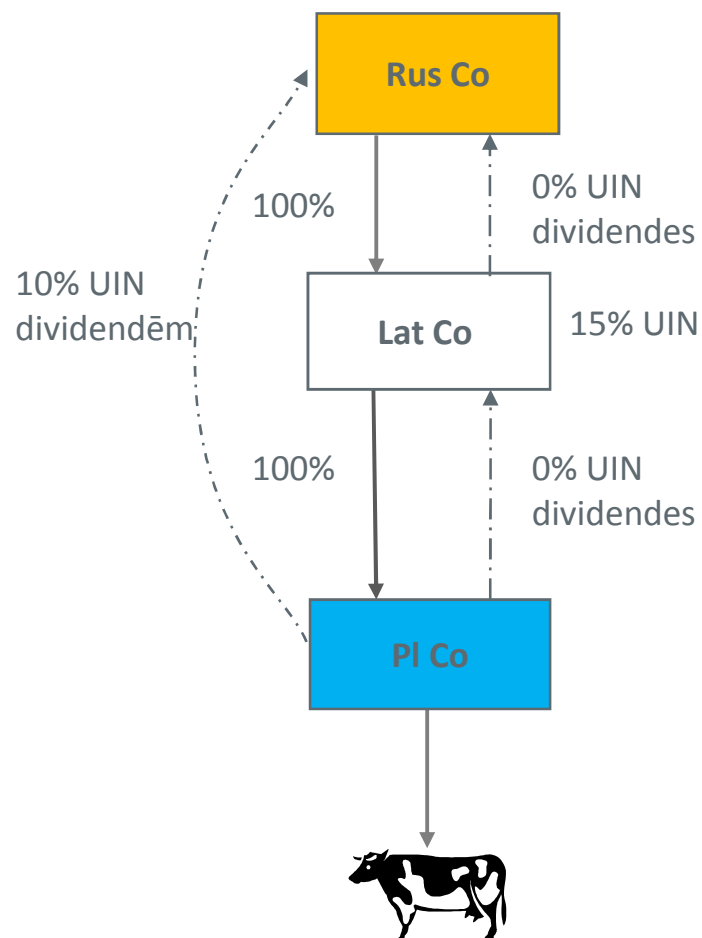 Rus Co
100%
0% UIN
dividendes
10% UIN
dividendēm
Lat Co
15% UIN
100%
0% UIN
dividendes
Pl Co